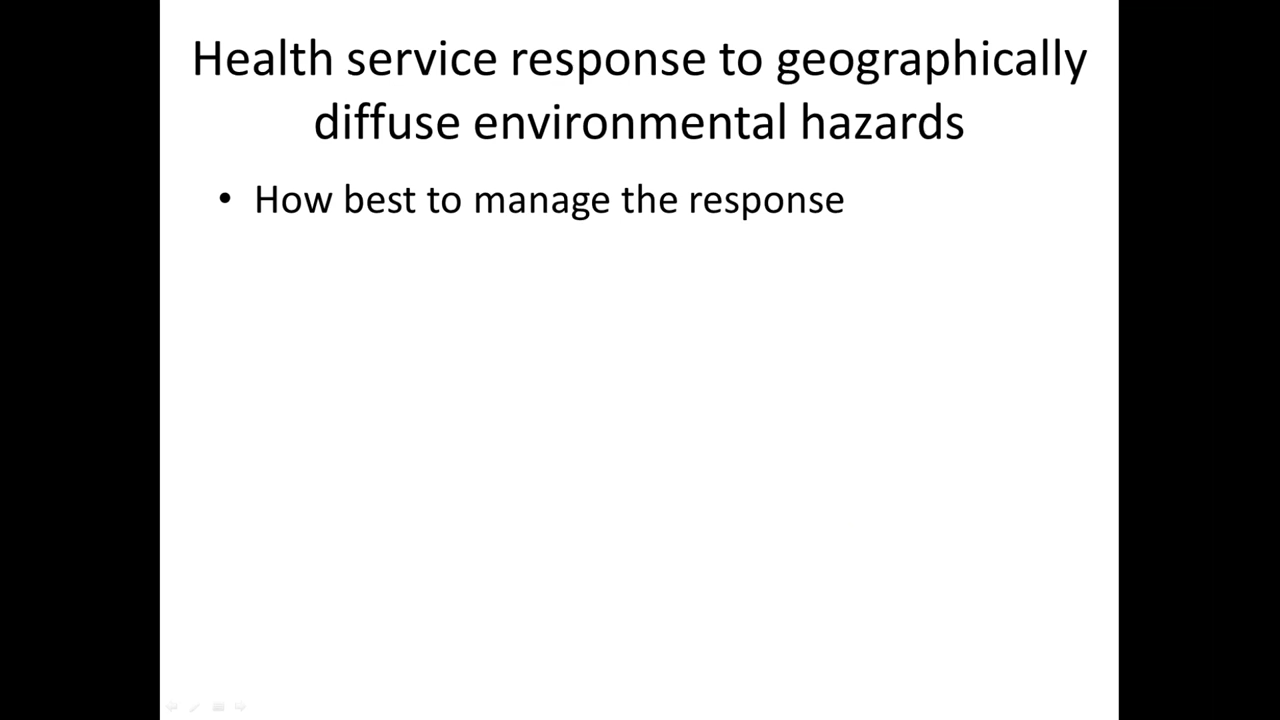 Health service response to geographically
diffuse environmental hazards
• How best to manage the response